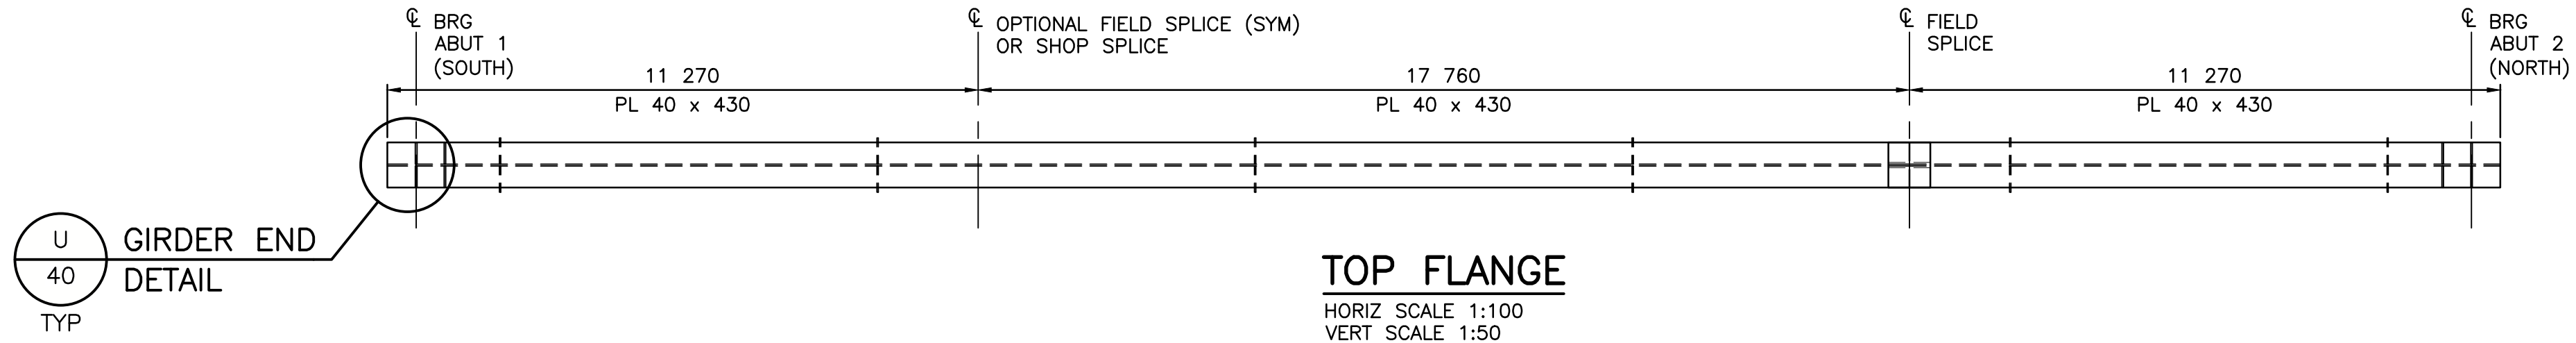 ℄ BRG
ABUT 1
(SOUTH)
℄ OPTIONAL FIELD SPLICE (SYM)
OR SHOP SPLICE
℄ FIELD
SPLICE
℄ BRG
ABUT 2
(NORTH)
11 270
PL 40 x 430
17 760
PL 40 x 430
11 270
PL 40 x 430
U
40
TYP
GIRDER END
DETAIL
TOP FLANGE
HORIZ SCALE 1:100
VERT SCALE 1:50